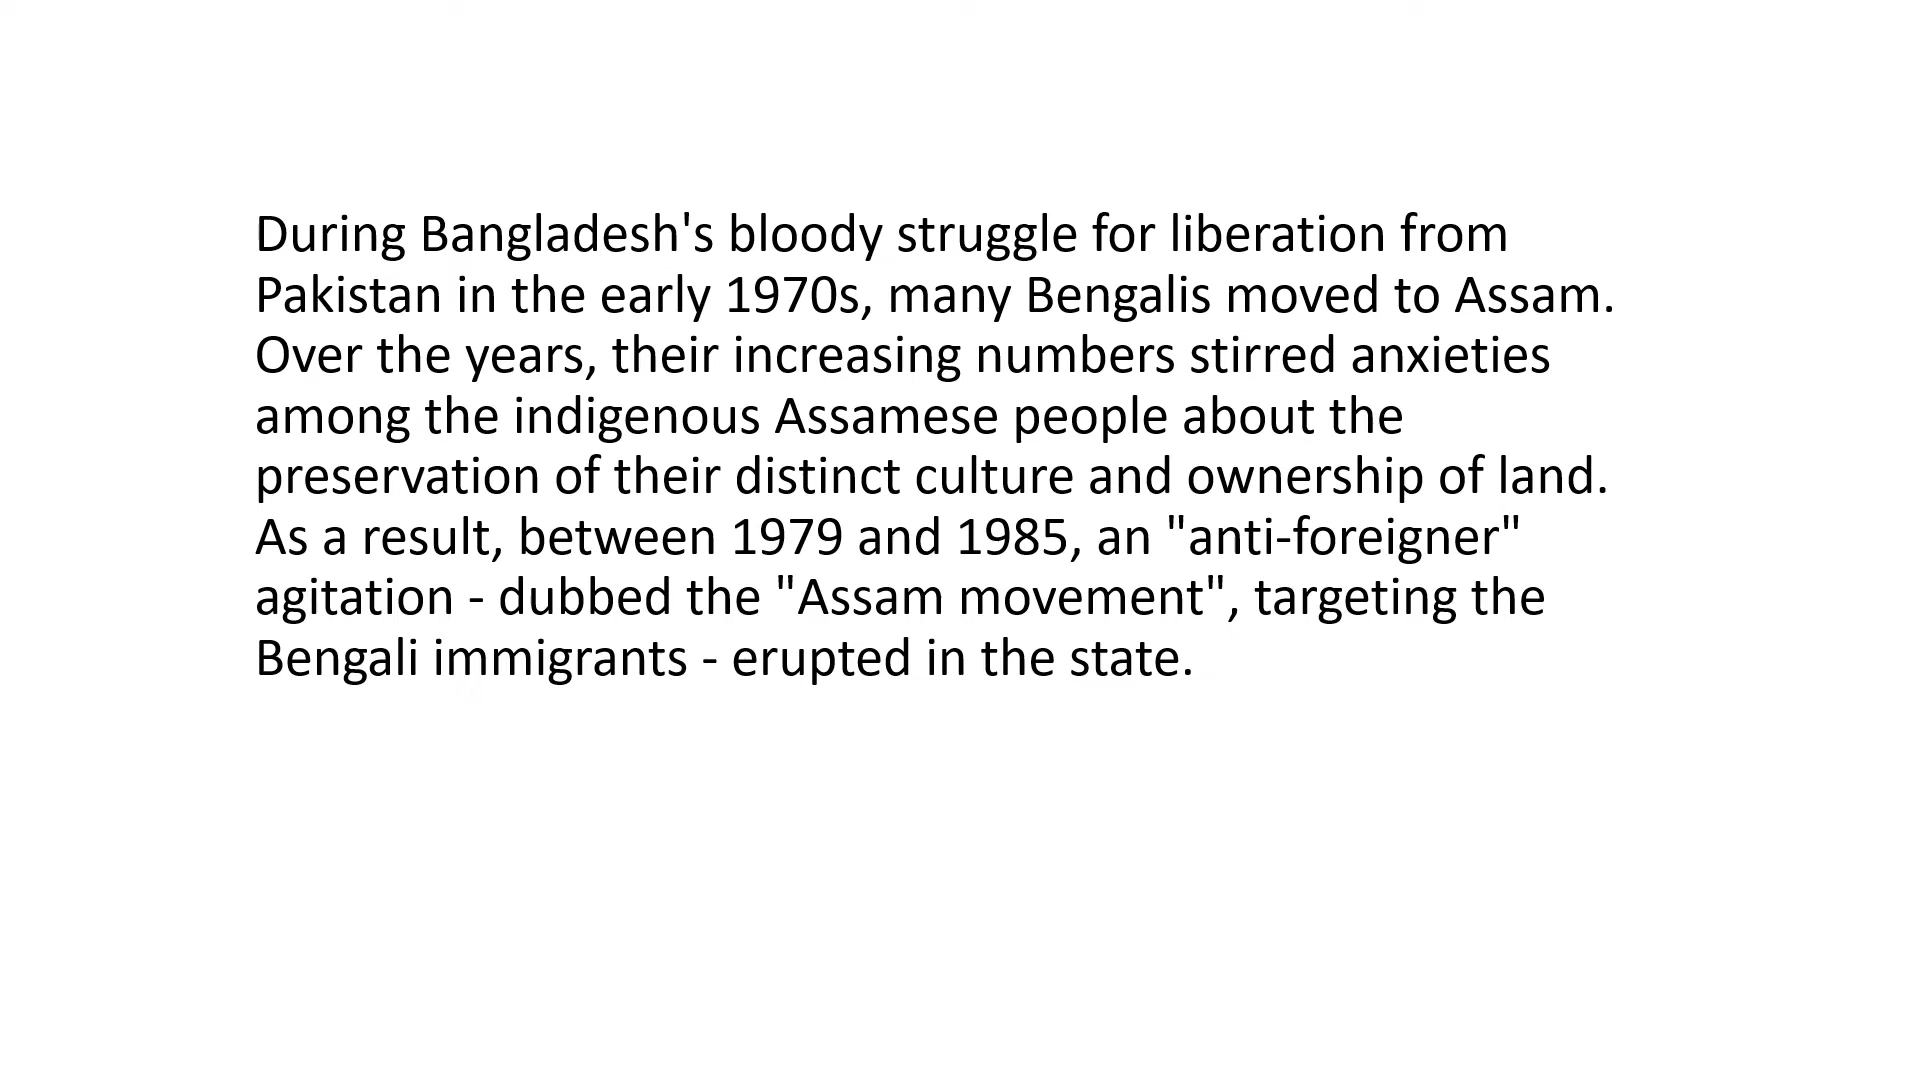 During Bangladesh's bloody struggle for liberation from
Pakistan in the early 1970s, many Bengalis moved to Assam.
Over the years, their increasing numbers stirred anxieties
among the indigenous Assamese people about the
preservation of their distinct culture and ownership of land.
As a result, between 1979 and 1985, an "anti-foreigner"
agitation - dubbed the "Assam movement", targeting the
Bengali immigrants - erupted in the state.